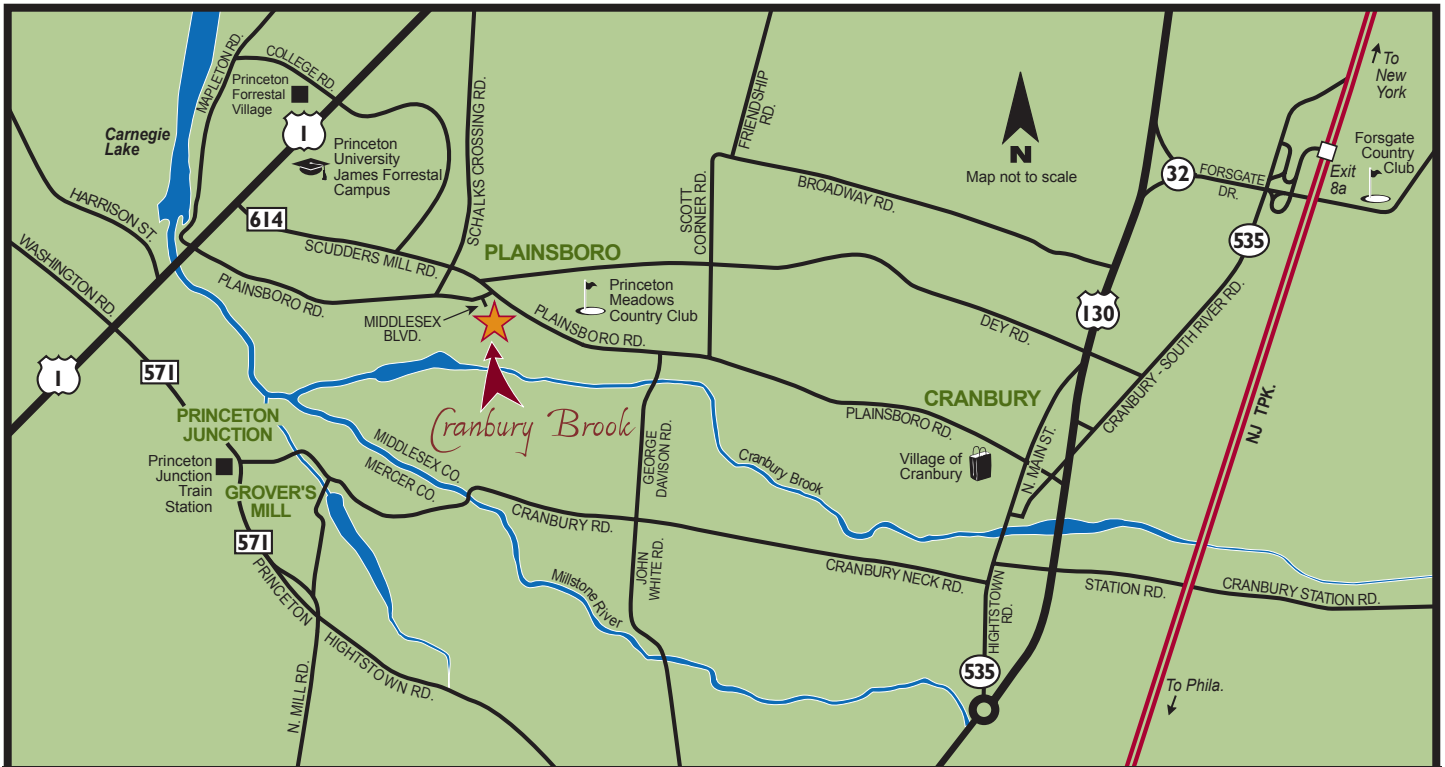 MAPLETON RD.
COLLEGE RD.
Princeton
Forrestal
Village
1
Carnegie
Lake
Princeton
University
James Forrestal
Campus
HARRISON ST.
WASHINGTON RD.
614
SCUDDERS MILL RD.
SCHALKS CROSSING RD.
PLAINSBORO
PLAINSBORO RD.
MIDDLESEX
BLVD.
Princeton
Meadows
Country Club
PLAINSBORO RD.
SCOTT
CORNER RD.
FRIENDSHIP
RD.
BROADWAY RD.
N
Map not to scale
To
New
York
Forsgate
Country
Club
Exit
8a
32
FORSGATE
DR.
535
130
DEY RD.
CRANBURY - SOUTH RIVER RD.
NJ TPK.
1
571
PRINCETON
JUNCTION
Princeton
Junction
Train
Station
GROVER'S
MILL
571
PRINCETON
HIGHTSTOWN RD.
N. MILL RD.
MIDDLESEX CO.
MERCER CO.
Cranbury Brook
CRANBURY RD.
GEORGE
DAVISON RD.
JOHN
WHITE RD.
Millstone River
Cranbury Brook
CRANBURY
PLAINSBORO RD.
Village of
Cranbury
N. MAIN ST.
CRANBURY NECK RD.
HIGHTSTOWN
RD.
STATION RD.
CRANBURY STATION RD.
535
To Phila.